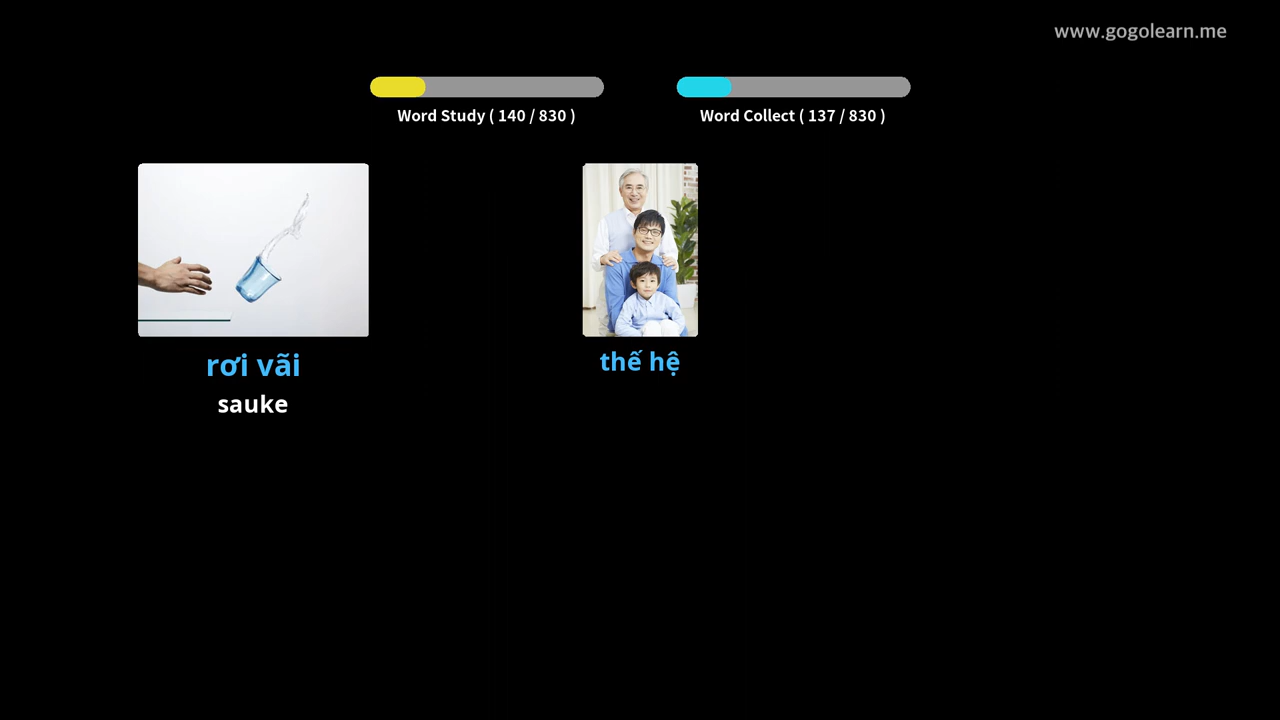 www.gogolearn.me
Word Study ( 140 / 830 )
Word Collect ( 137 / 830 )
rơi vãi
sauke
thế hệ